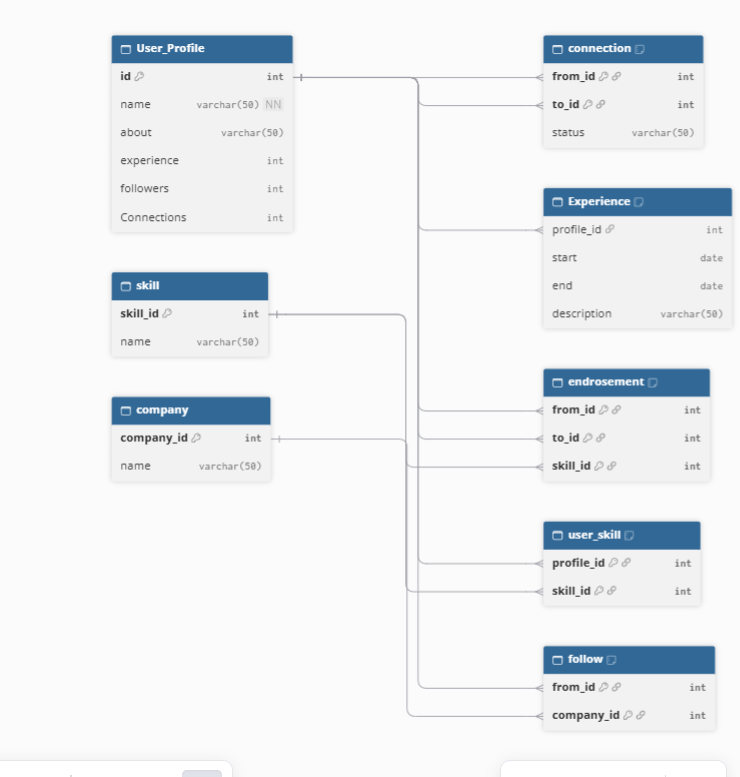 User_Profile
id int
name varchar(50) NN
about varchar(50)
experience int
followers int
Connections int
skill
skill_id int
name varchar(50)
company
company_id int
name varchar(50)
connection
from_id int
to_id int
status varchar(50)
Experience
profile_id int
start date
end date
description varchar(50)
endrosement
from_id int
to_id int
skill_id int
user_skill
profile_id int
skill_id int
follow
from_id int
company_id int